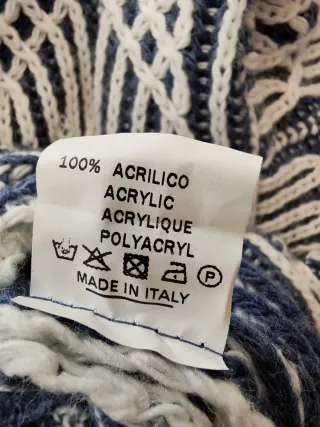 100% ACRILICO
ACRYLIC
ACRYLIQUE
POLYACRYL
P
MADE IN ITALY